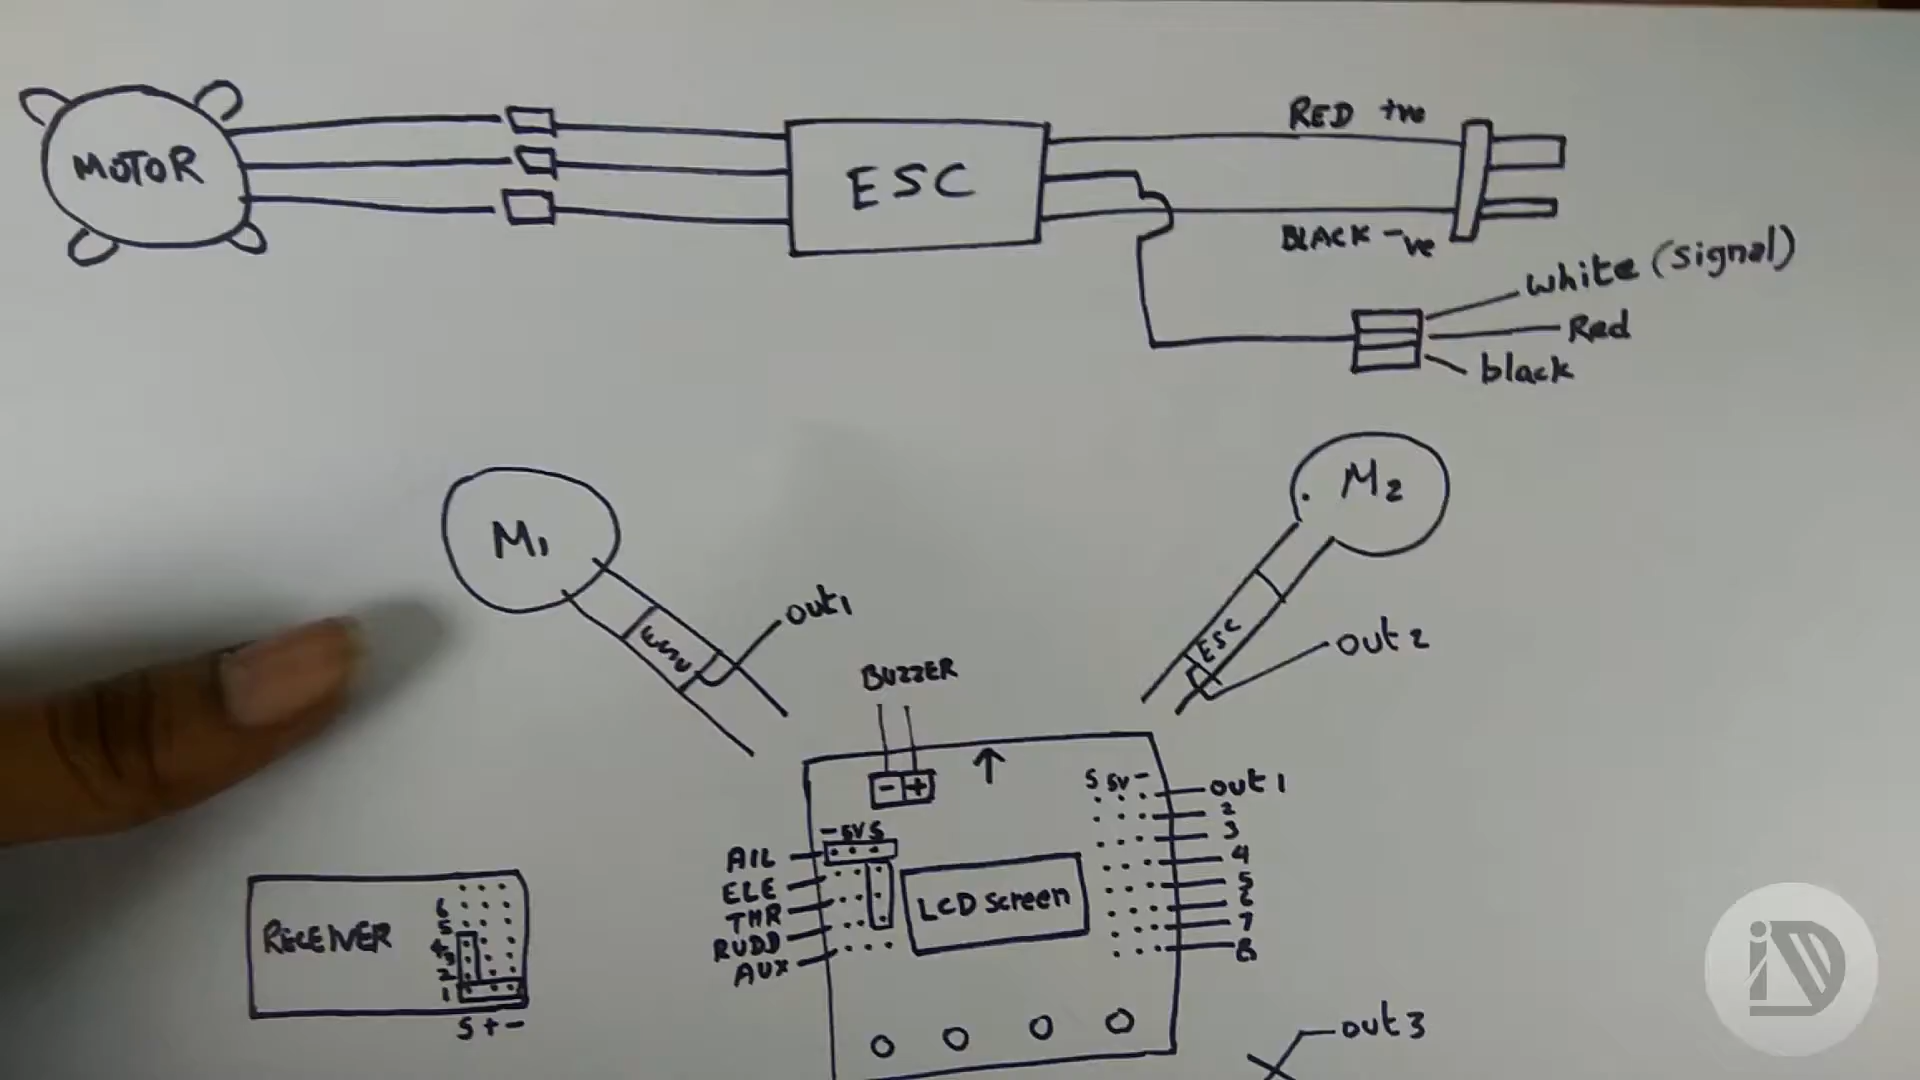 MOTOR
ESC
RED +ve
BLACK -ve
white (signal)
Red
black
M1
ESC
out1
M2
ESC
out 2
BUZZER
- +
↑
S 5V -
out 1
2
3
4
5
6
7
8
- 5V S
AIL
ELE
THR
RUDD
AUX
LCD Screen
RECEIVER
6
5
4
3
2
1
S + -
out 3
iD